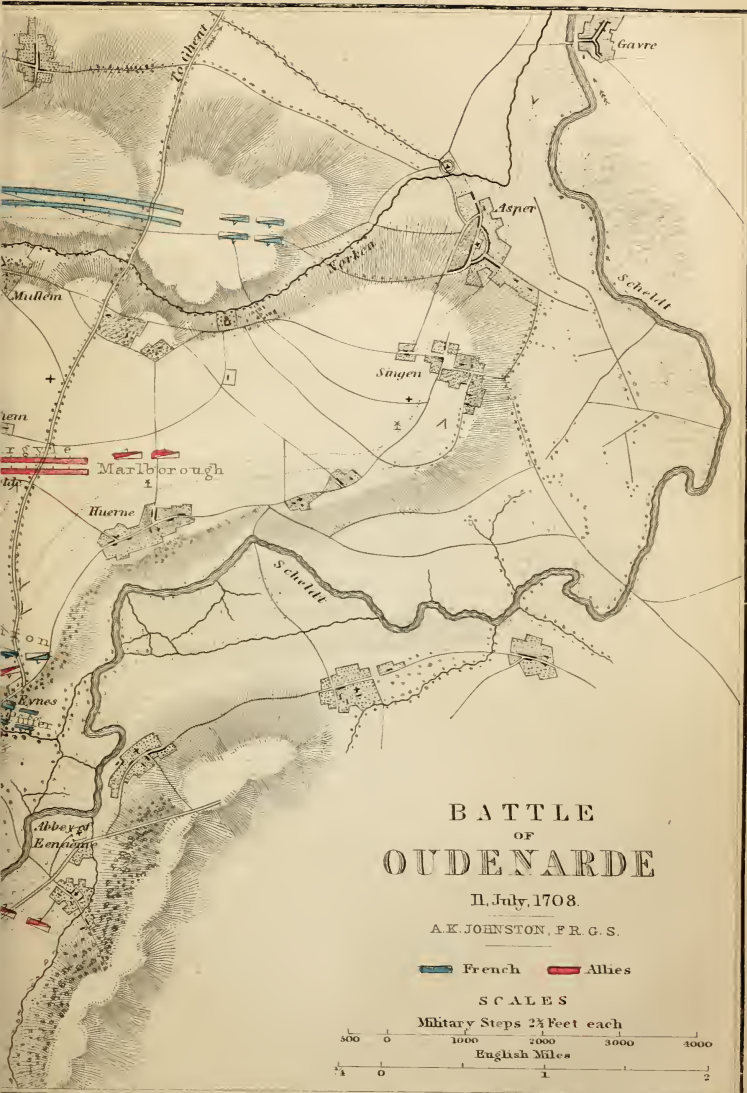 Gavre
To Ghent
Asper
Norken
Scheldt
Mullem
Singen
Marlborough
Huerne
Scheldt
Eynes
Abbey of
Eename
BATTLE
OF
OUDENARDE
11, July, 1708.
A.K. JOHNSTON, F.R.G.S.
French Allies
SCALES
Military Steps 2½ Feet each
500 0 1000 2000 3000 4000
English Miles
0 1 2